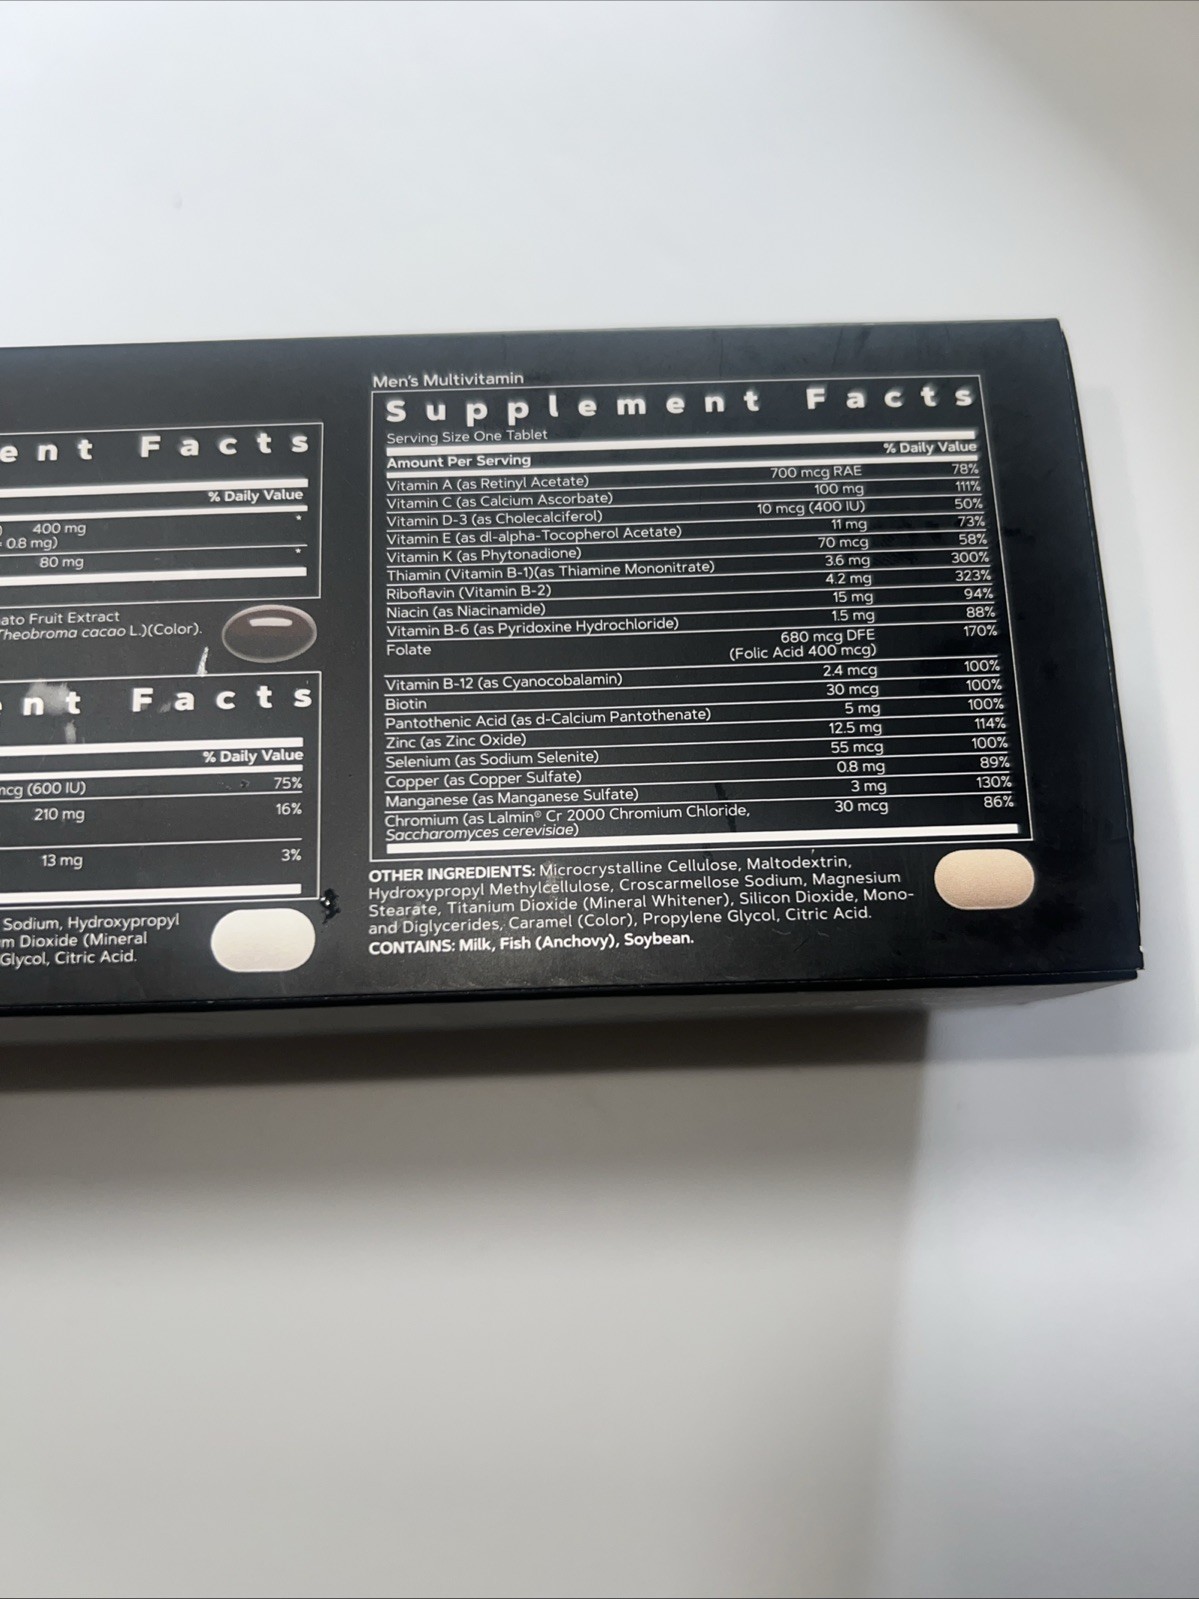 ent Facts
% Daily Value
) 400 mg *
= 0.8 mg)
80 mg *
ato Fruit Extract
Theobroma cacao L.)(Color).
nt Facts
% Daily Value
mcg (600 IU) 75%
210 mg 16%
13 mg 3%
Sodium, Hydroxypropyl
m Dioxide (Mineral
Glycol, Citric Acid.
Men's Multivitamin
Supplement Facts
Serving Size One Tablet
Amount Per Serving % Daily Value
Vitamin A (as Retinyl Acetate) 700 mcg RAE 78%
Vitamin C (as Calcium Ascorbate) 100 mg 111%
Vitamin D-3 (as Cholecalciferol) 10 mcg (400 IU) 50%
Vitamin E (as dl-alpha-Tocopherol Acetate) 11 mg 73%
Vitamin K (as Phytonadione) 70 mcg 58%
Thiamin (Vitamin B-1)(as Thiamine Mononitrate) 3.6 mg 300%
Riboflavin (Vitamin B-2) 4.2 mg 323%
Niacin (as Niacinamide) 15 mg 94%
Vitamin B-6 (as Pyridoxine Hydrochloride) 1.5 mg 88%
Folate 680 mcg DFE 170%
(Folic Acid 400 mcg)
Vitamin B-12 (as Cyanocobalamin) 2.4 mcg 100%
Biotin 30 mcg 100%
Pantothenic Acid (as d-Calcium Pantothenate) 5 mg 100%
Zinc (as Zinc Oxide) 12.5 mg 114%
Selenium (as Sodium Selenite) 55 mcg 100%
Copper (as Copper Sulfate) 0.8 mg 89%
Manganese (as Manganese Sulfate) 3 mg 130%
Chromium (as Lalmin® Cr 2000 Chromium Chloride, 30 mcg 86%
Saccharomyces cerevisiae)
OTHER INGREDIENTS: Microcrystalline Cellulose, Maltodextrin,
Hydroxypropyl Methylcellulose, Croscarmellose Sodium, Magnesium
Stearate, Titanium Dioxide (Mineral Whitener), Silicon Dioxide, Mono-
and Diglycerides, Caramel (Color), Propylene Glycol, Citric Acid.
CONTAINS: Milk, Fish (Anchovy), Soybean.